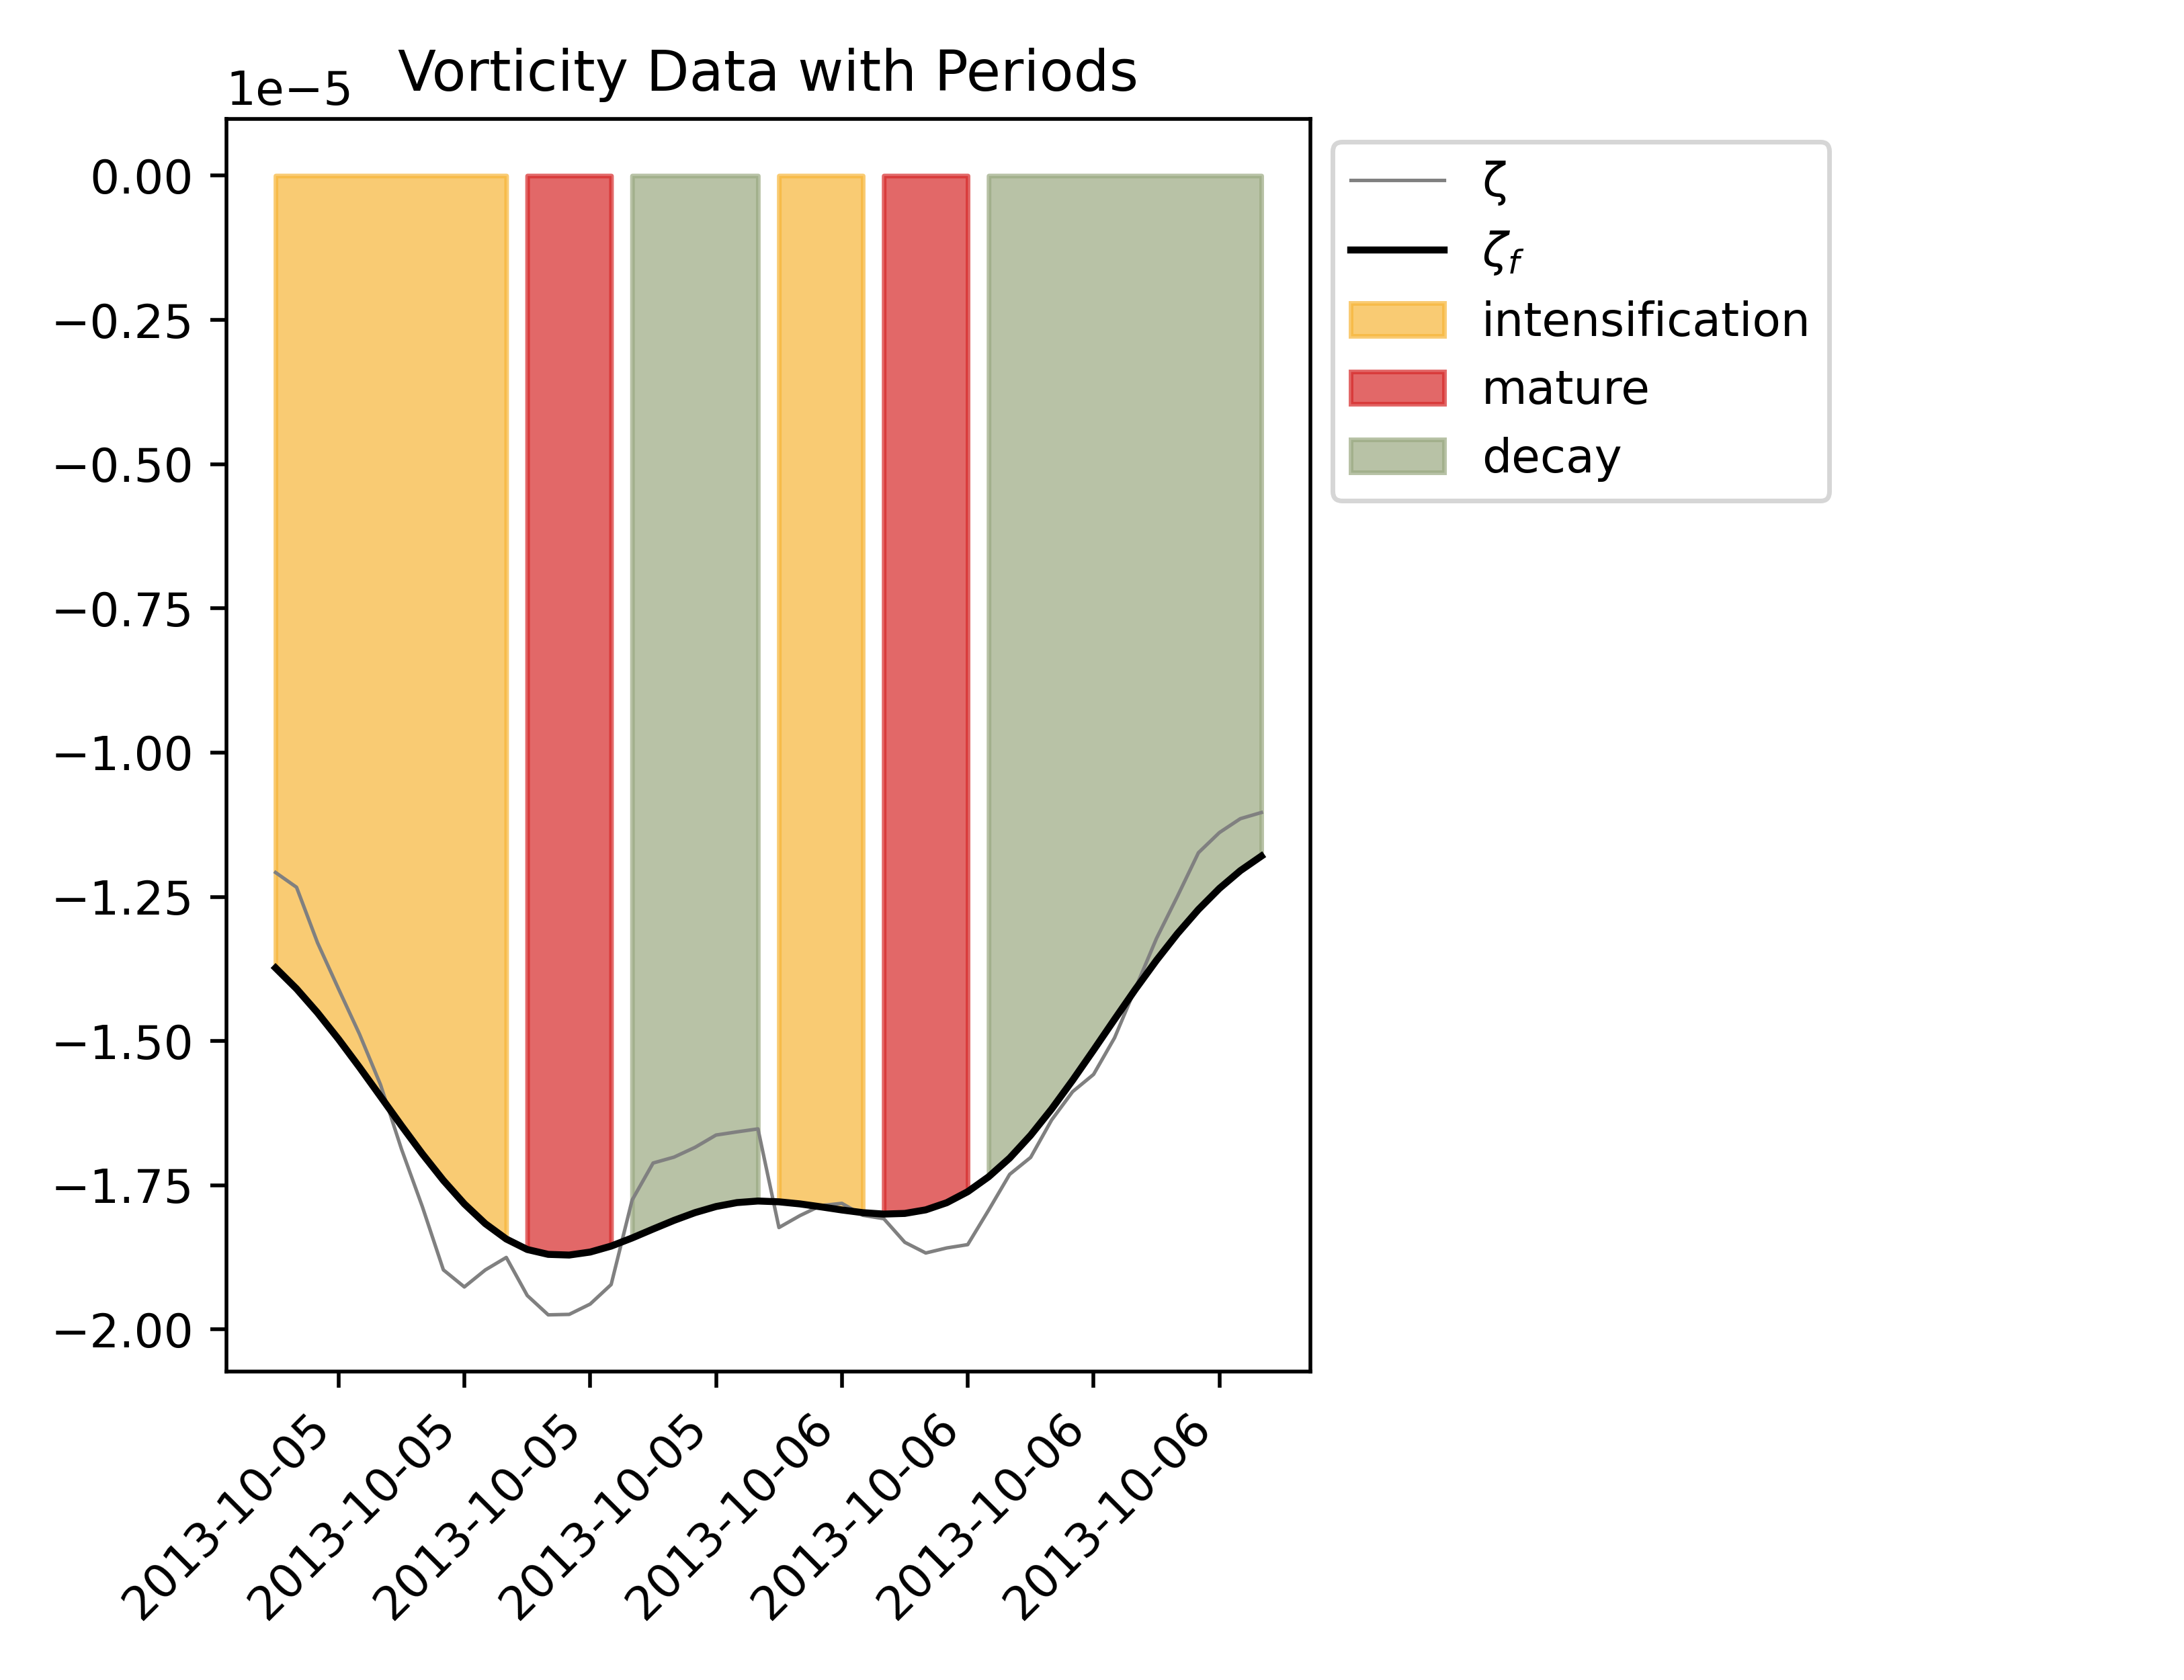 Vorticity Data with Periods
1e−5
0.00
−0.25
−0.50
−0.75
−1.00
−1.25
−1.50
−1.75
−2.00
2013-10-05
2013-10-05
2013-10-05
2013-10-05
2013-10-06
2013-10-06
2013-10-06
2013-10-06
ζ
ζf
intensification
mature
decay